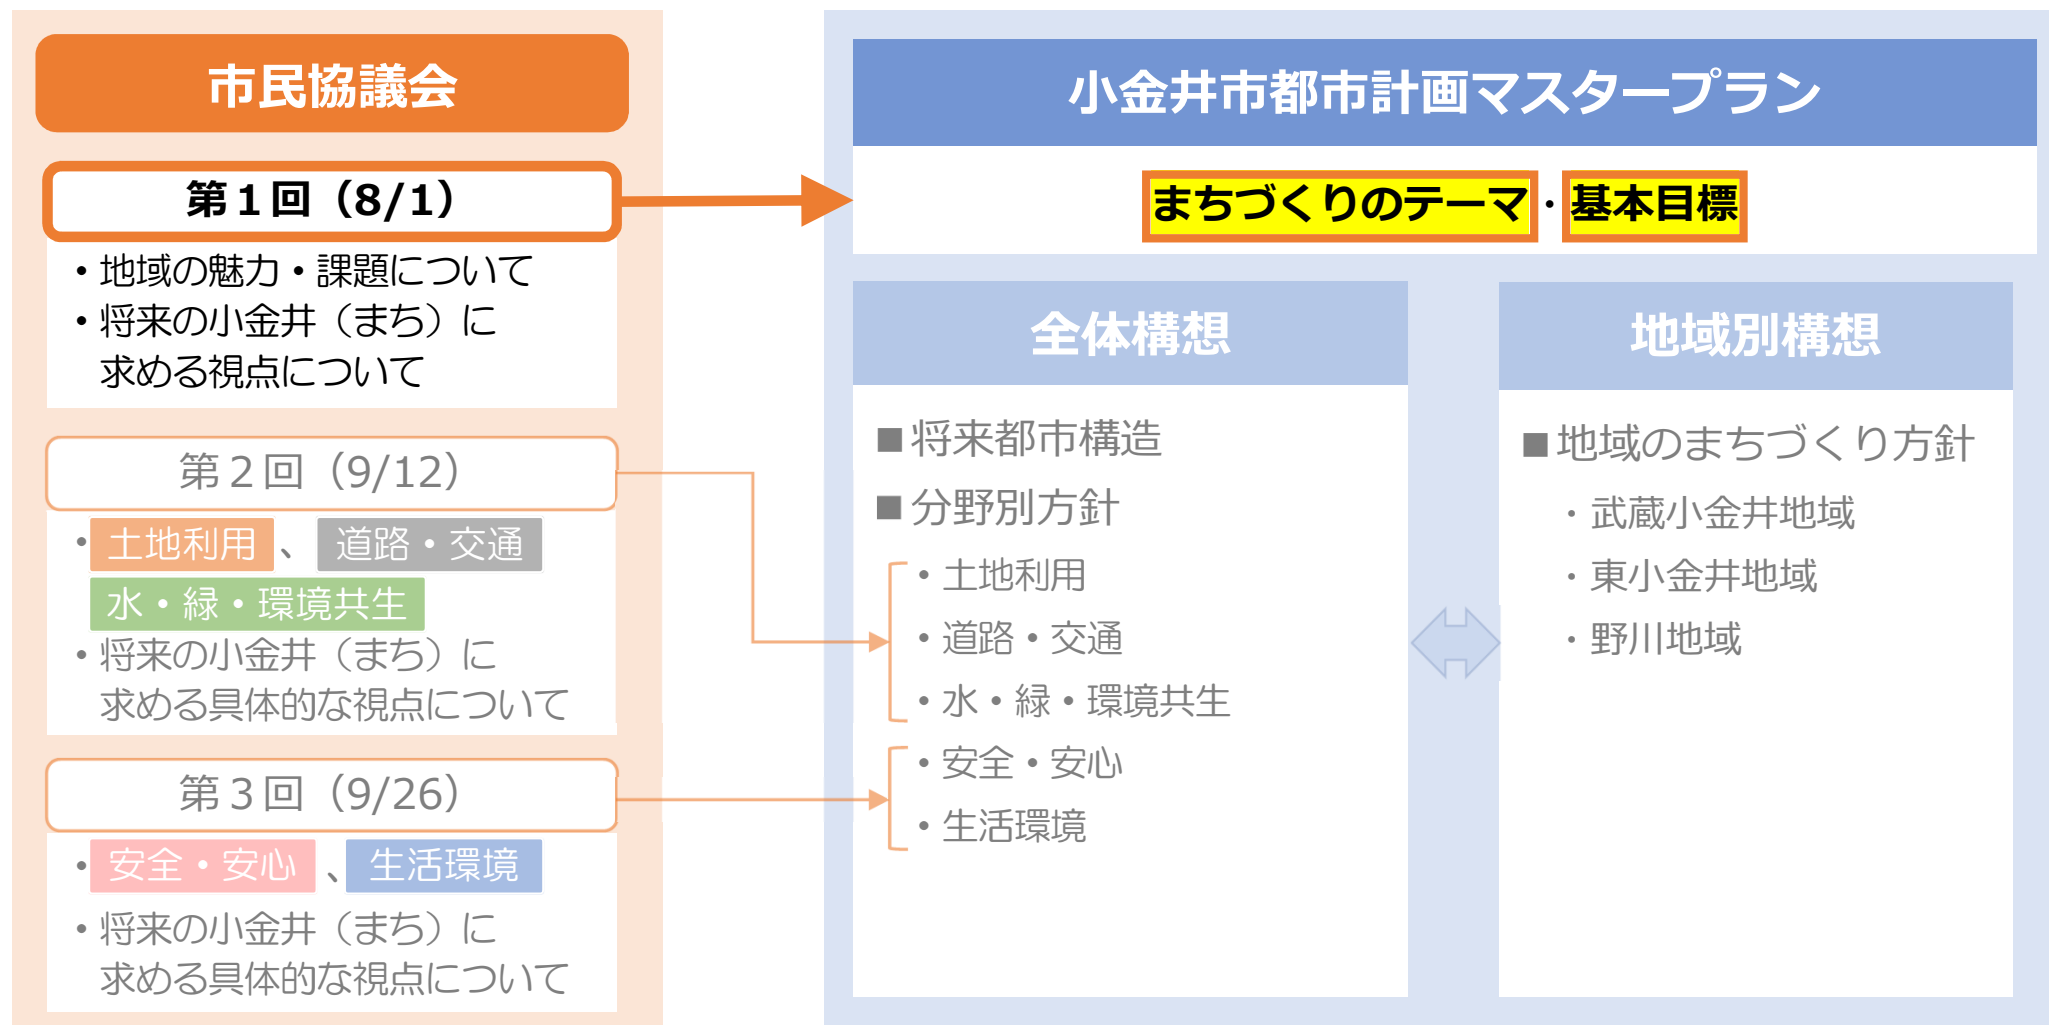 市民協議会
第１回（8/1）
・地域の魅力・課題について
・将来の小金井（まち）に
求める視点について
第２回（9/12）
・土地利用、道路・交通
水・緑・環境共生
・将来の小金井（まち）に
求める具体的な視点について
第３回（9/26）
・安全・安心、生活環境
・将来の小金井（まち）に
求める具体的な視点について
小金井市都市計画マスタープラン
まちづくりのテーマ・基本目標
全体構想
■将来都市構造
■分野別方針
・土地利用
・道路・交通
・水・緑・環境共生
・安全・安心
・生活環境
地域別構想
■地域のまちづくり方針
・武蔵小金井地域
・東小金井地域
・野川地域